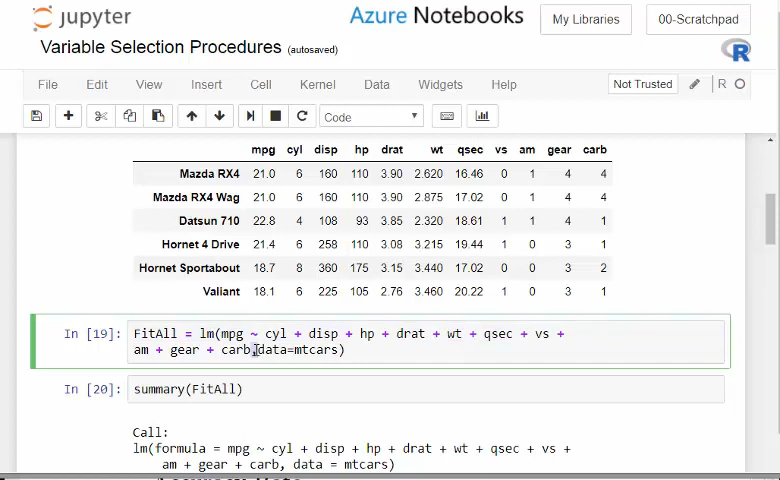 jupyter
Azure Notebooks
My Libraries
00-Scratchpad
Variable Selection Procedures (autosaved)
R
File Edit View Insert Cell Kernel Data Widgets Help
Not Trusted
R
Code
mpg cyl disp hp drat wt qsec vs am gear carb
Mazda RX4 21.0 6 160 110 3.90 2.620 16.46 0 1 4 4
Mazda RX4 Wag 21.0 6 160 110 3.90 2.875 17.02 0 1 4 4
Datsun 710 22.8 4 108 93 3.85 2.320 18.61 1 1 4 1
Hornet 4 Drive 21.4 6 258 110 3.08 3.215 19.44 1 0 3 1
Hornet Sportabout 18.7 8 360 175 3.15 3.440 17.02 0 0 3 2
Valiant 18.1 6 225 105 2.76 3.460 20.22 1 0 3 1
In [19]: FitAll = lm(mpg ~ cyl + disp + hp + drat + wt + qsec + vs +
am + gear + carb,data=mtcars)
In [20]: summary(FitAll)
Call:
lm(formula = mpg ~ cyl + disp + hp + drat + wt + qsec + vs +
am + gear + carb, data = mtcars)